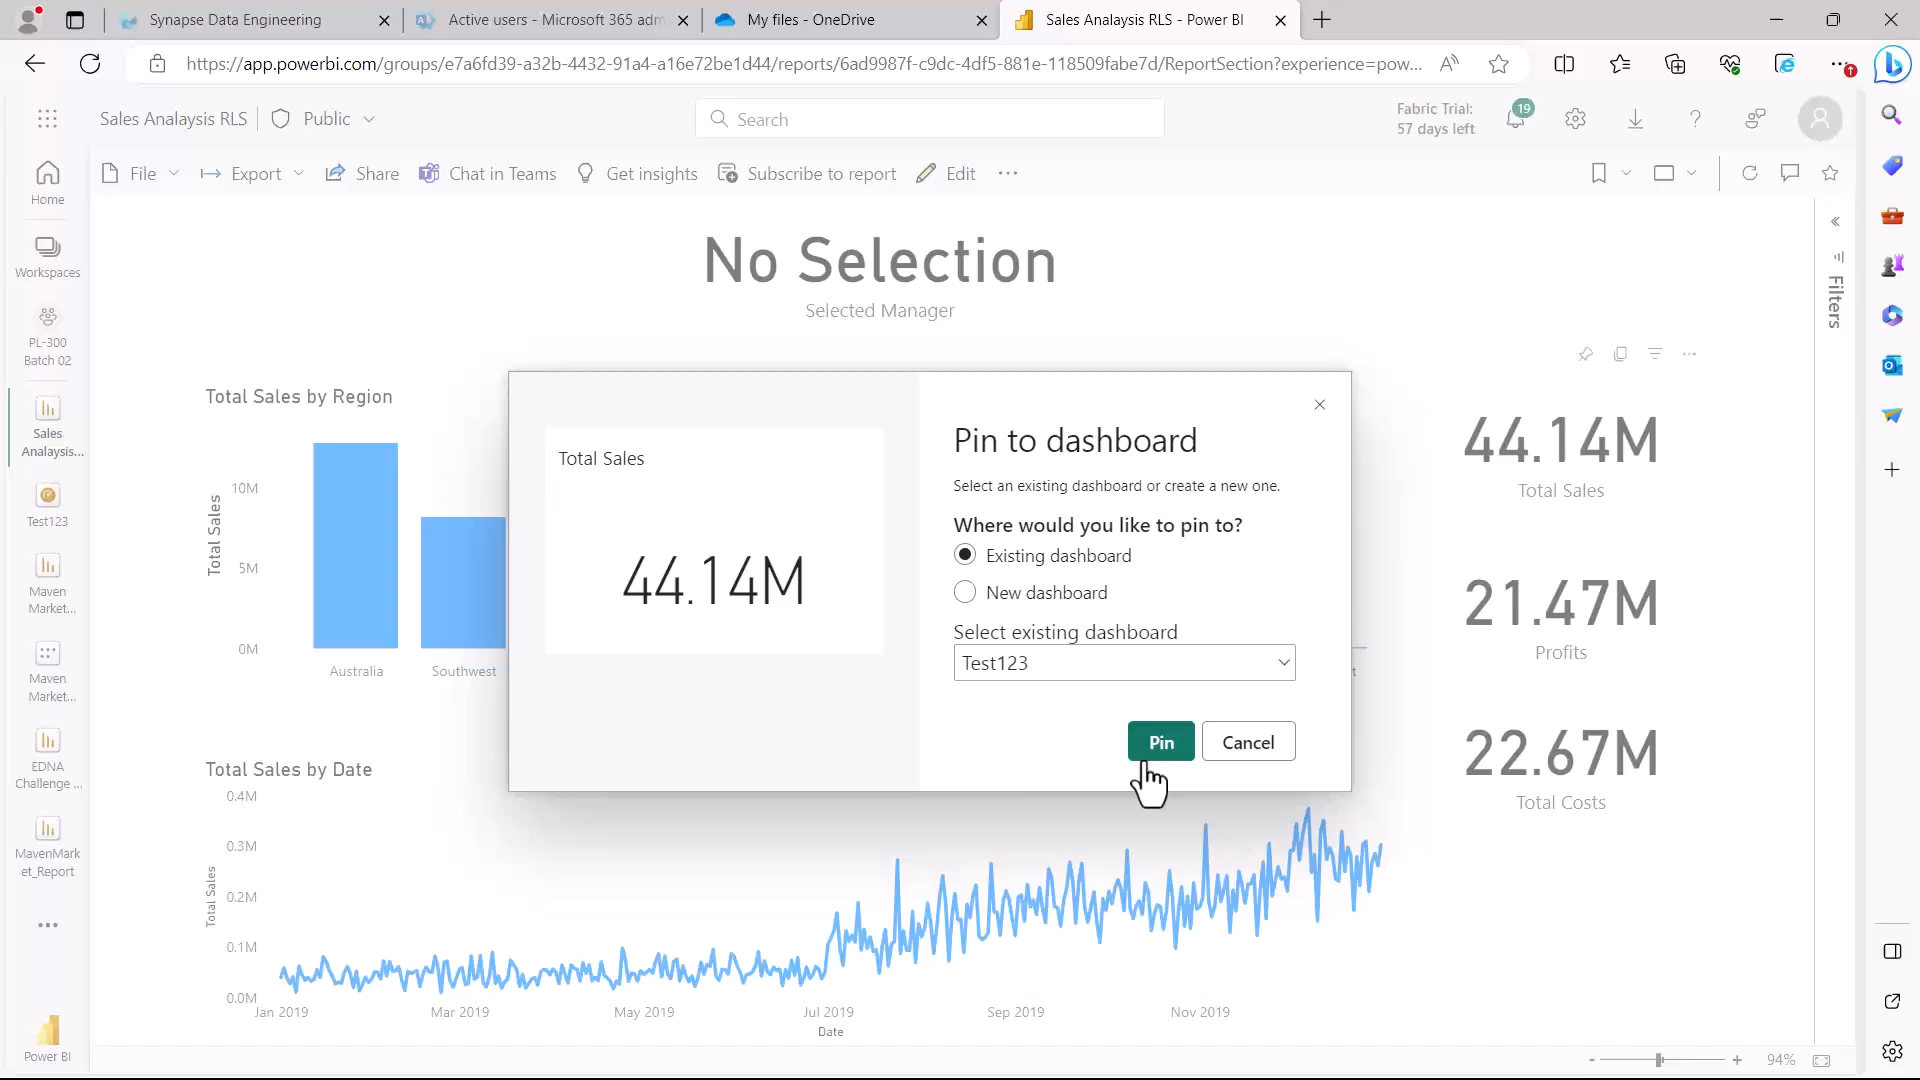 Synapse Data Engineering
Active users - Microsoft 365 adm
My files - OneDrive
Sales Analaysis RLS - Power BI
https://app.powerbi.com/groups/e7a6fd39-a32b-4432-91a4-a16e72be1d44/reports/6ad9987f-c9dc-4df5-881e-118509fabe7d/ReportSection?experience=pow...
Sales Analaysis RLS
Public
Search
Fabric Trial:
57 days left
19
File
Export
Share
Chat in Teams
Get insights
Subscribe to report
Edit
Home
Workspaces
PL-300
Batch 02
Sales
Analaysis...
Test123
Maven
Market...
Maven
Market...
EDNA
Challenge ...
MavenMark
et_Report
Power BI
No Selection
Selected Manager
Filters
Total Sales by Region
Total Sales
10M
5M
0M
Australia
Southwest
t
Total Sales
44.14M
Pin to dashboard
Select an existing dashboard or create a new one.
Where would you like to pin to?
Existing dashboard
New dashboard
Select existing dashboard
Test123
Pin
Cancel
44.14M
Total Sales
21.47M
Profits
22.67M
Total Costs
Total Sales by Date
Total Sales
0.4M
0.3M
0.2M
0.1M
0.0M
Jan 2019
Mar 2019
May 2019
Jul 2019
Sep 2019
Nov 2019
Date
94%